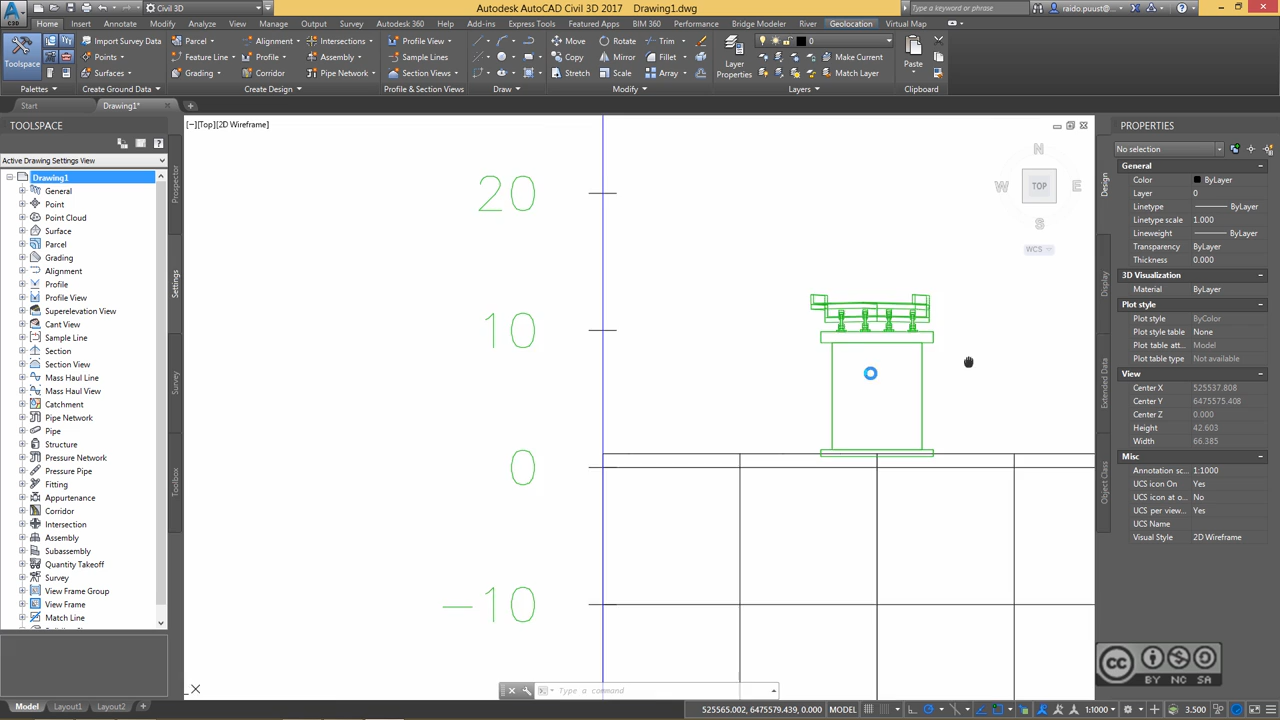 Civil 3D
Autodesk AutoCAD Civil 3D 2017 Drawing1.dwg
Type a keyword or phrase
raido.puust@...
Home Insert Annotate Modify Analyze View Manage Output Survey Autodesk 360 Help Add-ins Express Tools Featured Apps BIM 360 Performance Bridge Modeler River Geolocation Virtual Map
Toolspace
Import Survey Data
Points
Surfaces
Parcel
Feature Line
Grading
Alignment
Profile
Corridor
Intersections
Assembly
Pipe Network
Profile View
Sample Lines
Section Views
Move
Copy
Stretch
Rotate
Mirror
Scale
Trim
Fillet
Array
Layer
Properties
0
Make Current
Match Layer
Paste
Palettes
Create Ground Data
Create Design
Profile & Section Views
Draw
Modify
Layers
Clipboard
Start
Drawing1*
TOOLSPACE
Active Drawing Settings View
Drawing1
General
Point
Point Cloud
Surface
Parcel
Grading
Alignment
Profile
Profile View
Superelevation View
Cant View
Sample Line
Section
Section View
Mass Haul Line
Mass Haul View
Catchment
Pipe Network
Pipe
Structure
Pressure Network
Pressure Pipe
Fitting
Appurtenance
Corridor
Intersection
Assembly
Subassembly
Quantity Takeoff
Survey
View Frame Group
View Frame
Match Line
Prospector
Settings
Survey
Toolbox
[−][Top][2D Wireframe]
20
10
0
−10
N
W
TOP
E
S
WCS
X
Type a command
Design
Display
Extended Data
Object Class
PROPERTIES
No selection
General
Color ByLayer
Layer 0
Linetype ByLayer
Linetype scale 1.000
Lineweight ByLayer
Transparency ByLayer
Thickness 0.000
3D Visualization
Material ByLayer
Plot style
Plot style ByColor
Plot style table None
Plot table att... Model
Plot table type Not available
View
Center X 525537.808
Center Y 6475575.408
Center Z 0.000
Height 42.603
Width 66.385
Misc
Annotation sc... 1:1000
UCS icon On Yes
UCS icon at o... No
UCS per view... Yes
UCS Name
Visual Style 2D Wireframe
CC
BY NC SA
Model Layout1 Layout2
525565.002, 6475579.439, 0.000 MODEL
1:1000
3.500